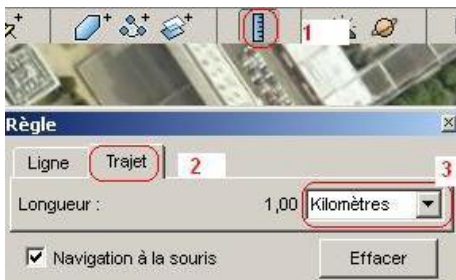 1
Règle
Ligne Trajet 2 3
Longueur : 1,00 Kilomètres
Navigation à la souris Effacer